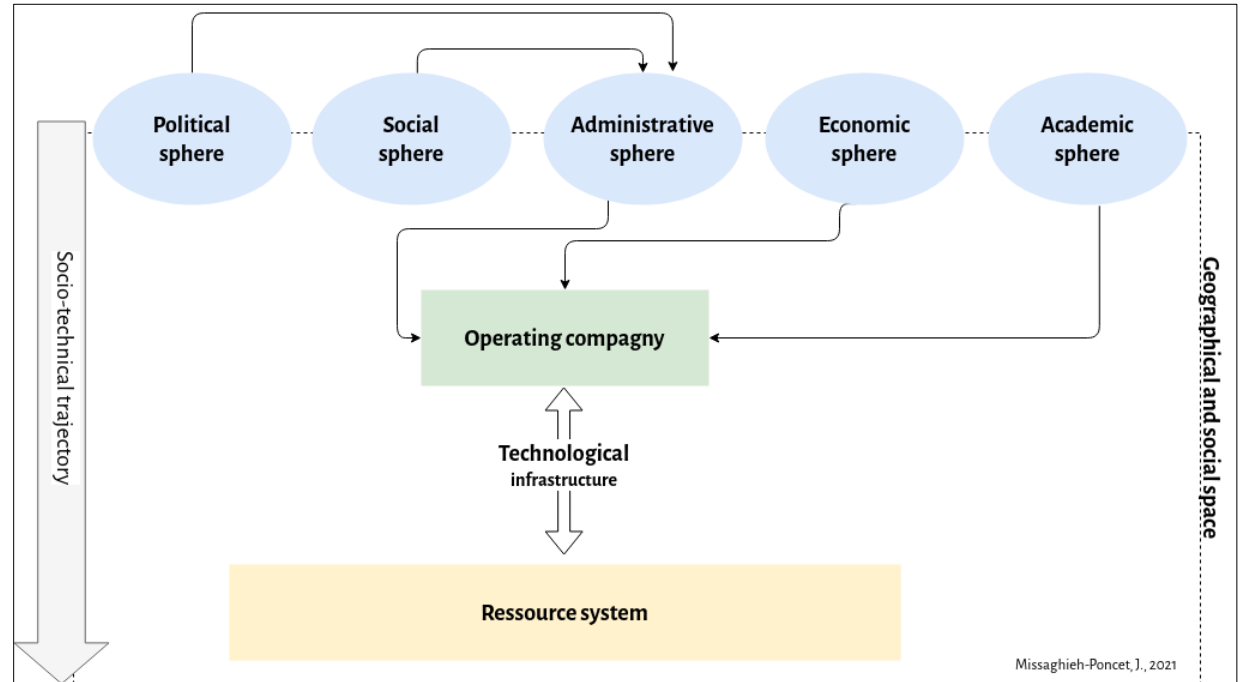 Political
sphere
Social
sphere
Administrative
sphere
Economic
sphere
Academic
sphere
Socio-technical trajectory
Geographical and social space
Operating compagny
Technological
infrastructure
Ressource system
Missaghieh-Poncet, J., 2021